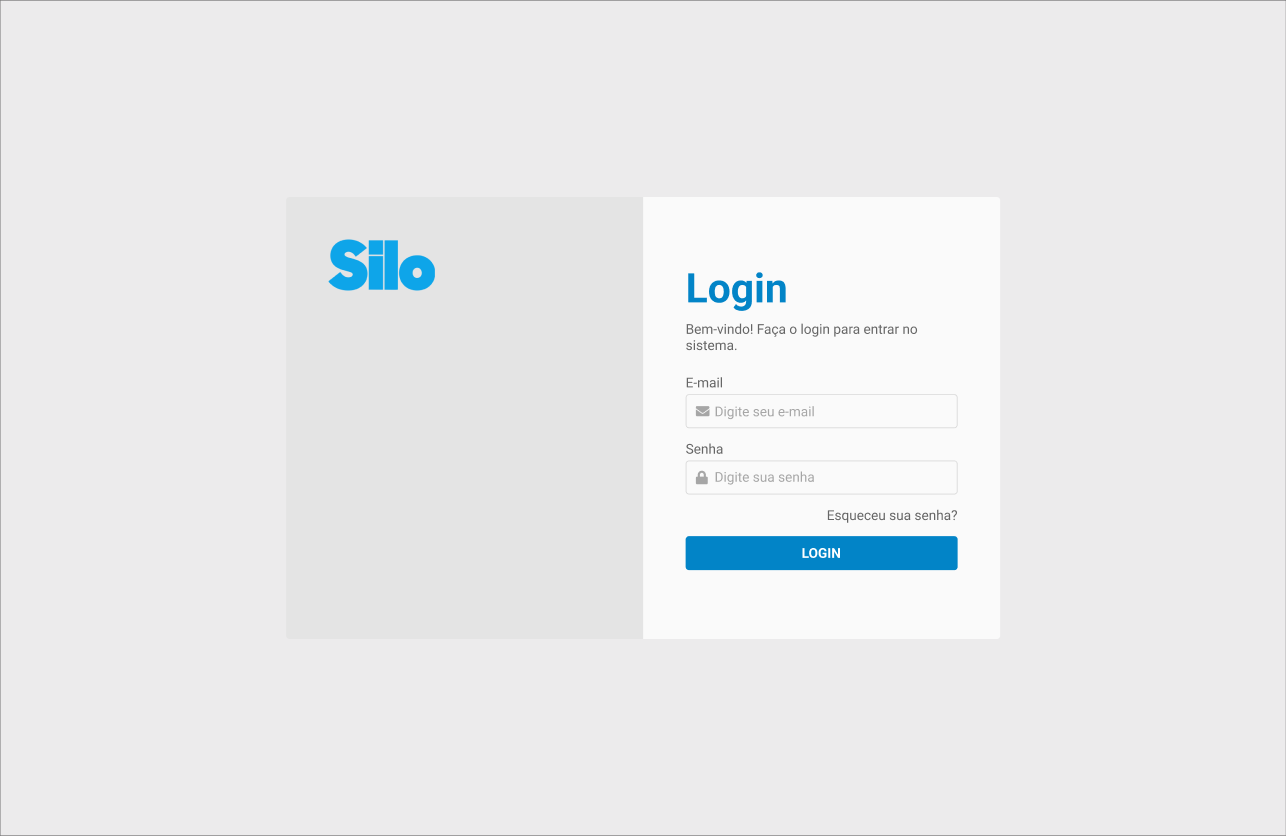 Silo
Login
Bem-vindo! Faça o login para entrar no
sistema.
E-mail
Digite seu e-mail
Senha
Digite sua senha
Esqueceu sua senha?
LOGIN